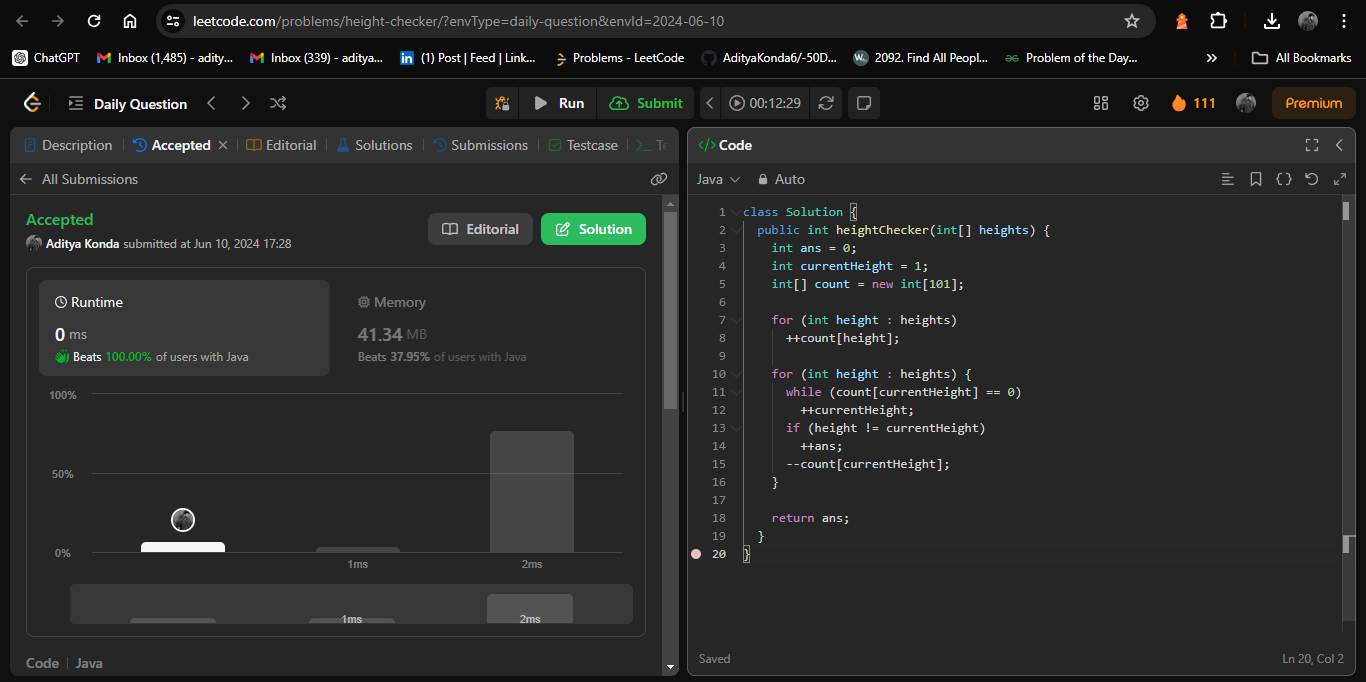 leetcode.com/problems/height-checker/?envType=daily-question&envId=2024-06-10
ChatGPT Inbox (1,485) - adity... Inbox (339) - aditya... (1) Post | Feed | Link... Problems - LeetCode AdityaKonda6/-50D... 2092. Find All Peopl... Problem of the Day... » All Bookmarks
Daily Question Run Submit 00:12:29 111 Premium
Description Accepted Editorial Solutions Submissions Testcase >_ Te
All Submissions
Accepted
Aditya Konda submitted at Jun 10, 2024 17:28
Editorial Solution
Runtime
0 ms
Beats 100.00% of users with Java
Memory
41.34 MB
Beats 37.95% of users with Java
100%
50%
0%
1ms 2ms
1ms 2ms
Code | Java
</> Code
Java Auto
1 class Solution {
2 public int heightChecker(int[] heights) {
3 int ans = 0;
4 int currentHeight = 1;
5 int[] count = new int[101];
6
7 for (int height : heights)
8 ++count[height];
9
10 for (int height : heights) {
11 while (count[currentHeight] == 0)
12 ++currentHeight;
13 if (height != currentHeight)
14 ++ans;
15 --count[currentHeight];
16 }
17
18 return ans;
19 }
20 }
Saved Ln 20, Col 2